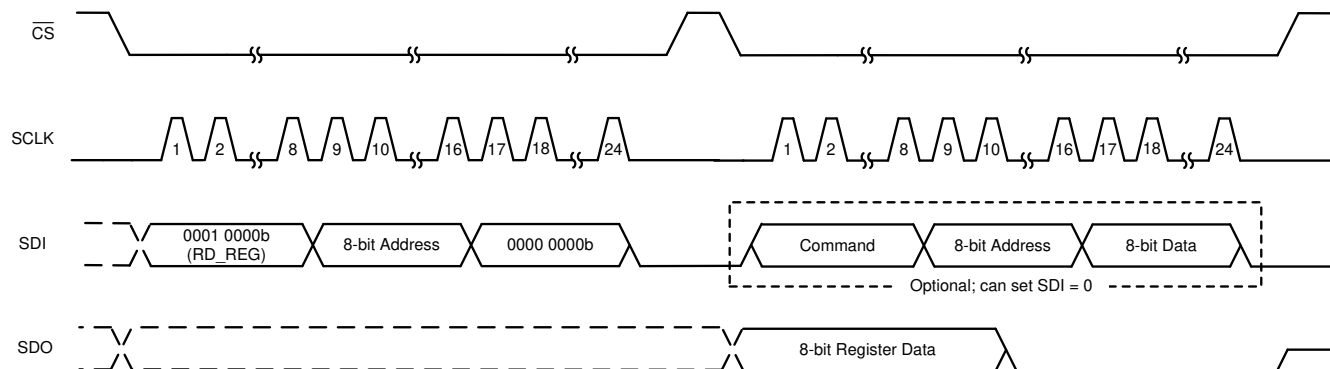 CS
SCLK
1 2 8 9 10 16 17 18 24 1 2 8 9 10 16 17 18 24
SDI
0001 0000b
(RD_REG)
8-bit Address
0000 0000b
Command
8-bit Address
8-bit Data
Optional; can set SDI = 0
SDO
8-bit Register Data